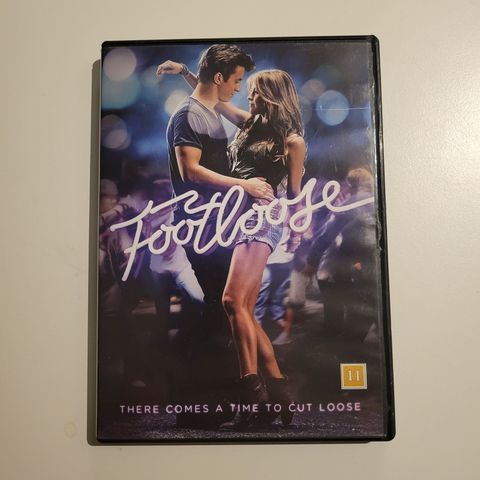 Footloose
11
THERE COMES A TIME TO CUT LOOSE